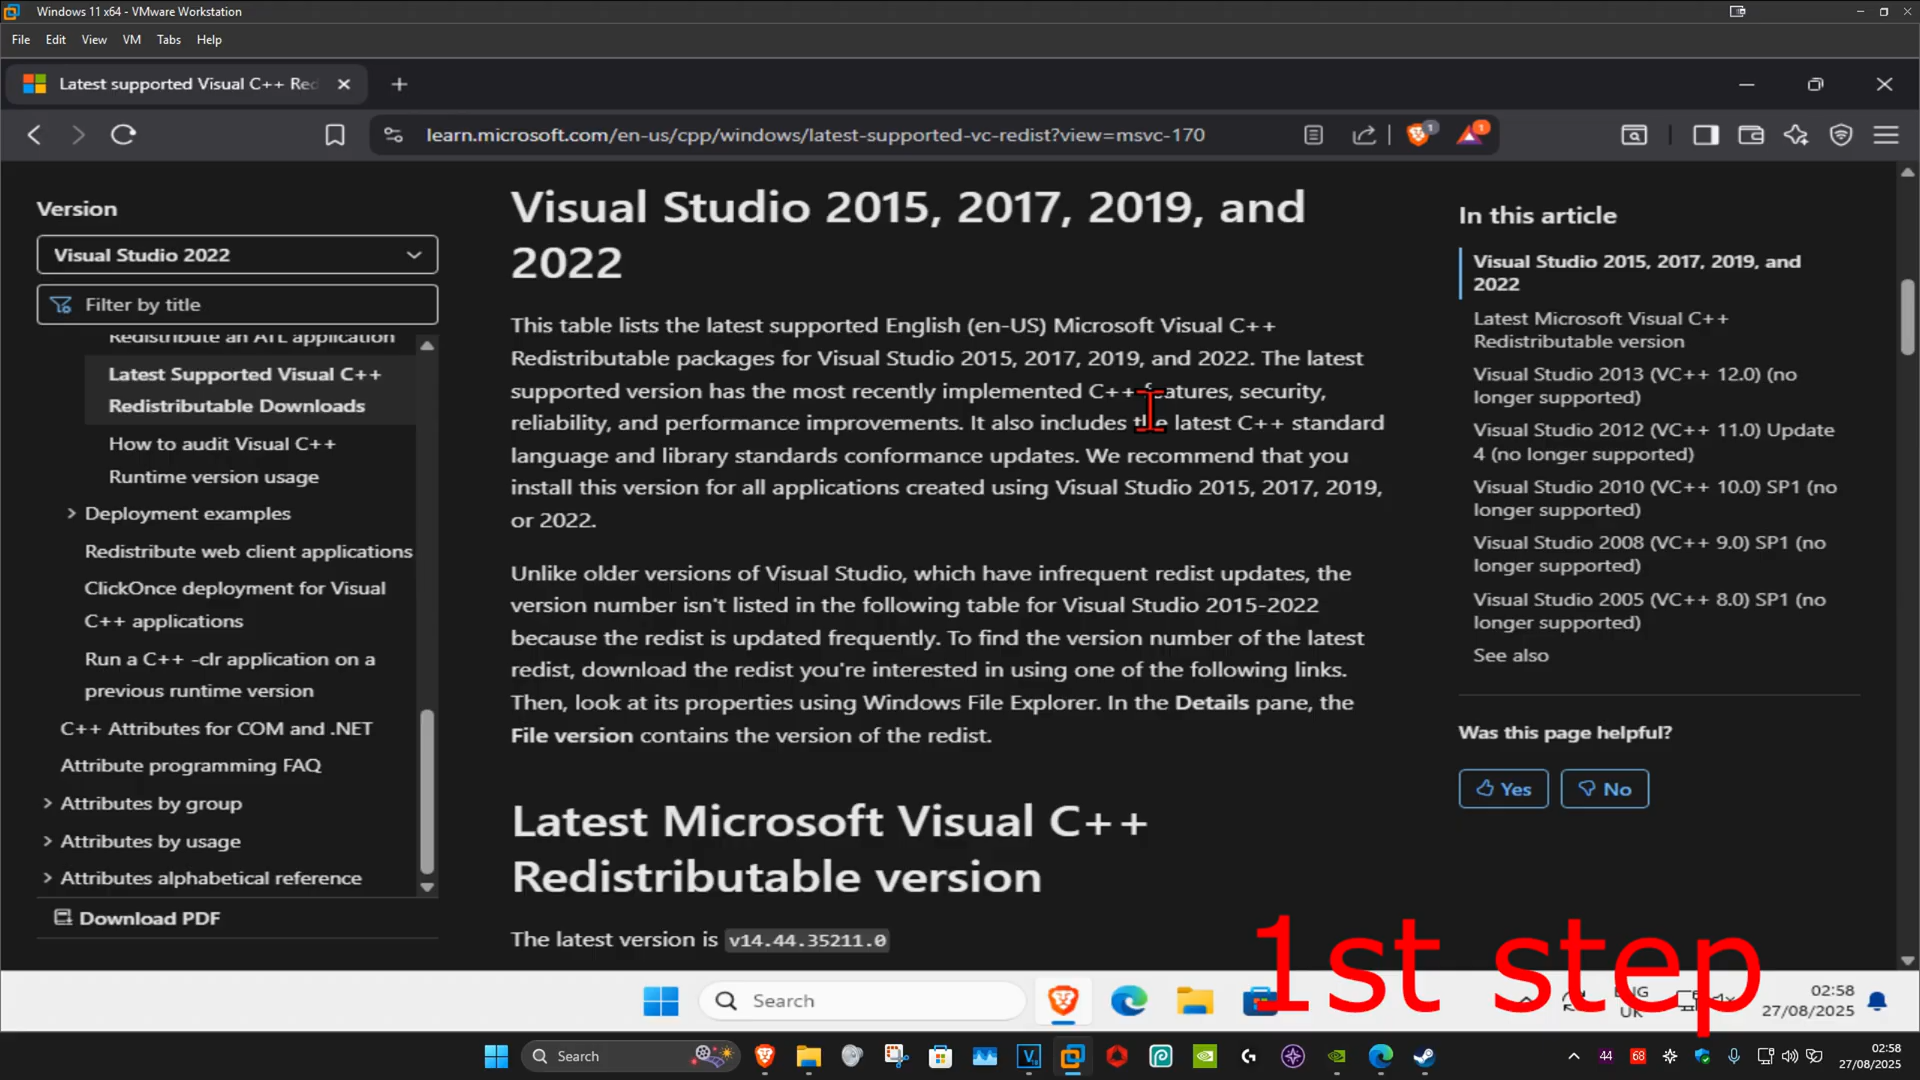 Windows 11 x64 - VMware Workstation
File Edit View VM Tabs Help
Latest supported Visual C++ Red
learn.microsoft.com/en-us/cpp/windows/latest-supported-vc-redist?view=msvc-170
1
1
Version
Visual Studio 2022
Filter by title
Redistribute an ATL application
Latest Supported Visual C++
Redistributable Downloads
How to audit Visual C++
Runtime version usage
Deployment examples
Redistribute web client applications
ClickOnce deployment for Visual
C++ applications
Run a C++ -clr application on a
previous runtime version
C++ Attributes for COM and .NET
Attribute programming FAQ
Attributes by group
Attributes by usage
Attributes alphabetical reference
Download PDF
Visual Studio 2015, 2017, 2019, and
2022
This table lists the latest supported English (en-US) Microsoft Visual C++
Redistributable packages for Visual Studio 2015, 2017, 2019, and 2022. The latest
supported version has the most recently implemented C++ features, security,
reliability, and performance improvements. It also includes the latest C++ standard
language and library standards conformance updates. We recommend that you
install this version for all applications created using Visual Studio 2015, 2017, 2019,
or 2022.
Unlike older versions of Visual Studio, which have infrequent redist updates, the
version number isn't listed in the following table for Visual Studio 2015-2022
because the redist is updated frequently. To find the version number of the latest
redist, download the redist you're interested in using one of the following links.
Then, look at its properties using Windows File Explorer. In the Details pane, the
File version contains the version of the redist.
Latest Microsoft Visual C++
Redistributable version
The latest version is v14.44.35211.0
In this article
Visual Studio 2015, 2017, 2019, and
2022
Latest Microsoft Visual C++
Redistributable version
Visual Studio 2013 (VC++ 12.0) (no
longer supported)
Visual Studio 2012 (VC++ 11.0) Update
4 (no longer supported)
Visual Studio 2010 (VC++ 10.0) SP1 (no
longer supported)
Visual Studio 2008 (VC++ 9.0) SP1 (no
longer supported)
Visual Studio 2005 (VC++ 8.0) SP1 (no
longer supported)
See also
Was this page helpful?
Yes No
1st step
Search
ENG
UK
02:58
27/08/2025
Search
44
68
02:58
27/08/2025